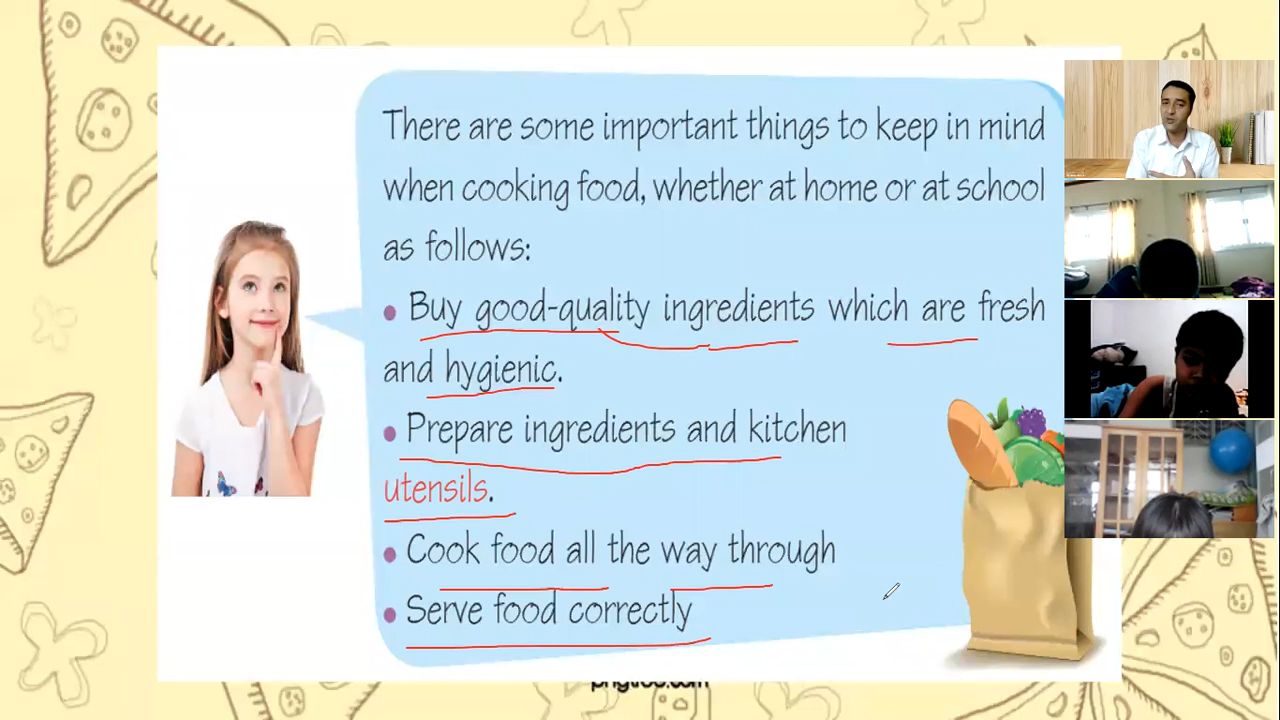 There are some important things to keep in mind
when cooking food, whether at home or at school
as follows:
• Buy good-quality ingredients which are fresh
and hygienic.
• Prepare ingredients and kitchen
utensils.
• Cook food all the way through
• Serve food correctly
pngtree.com